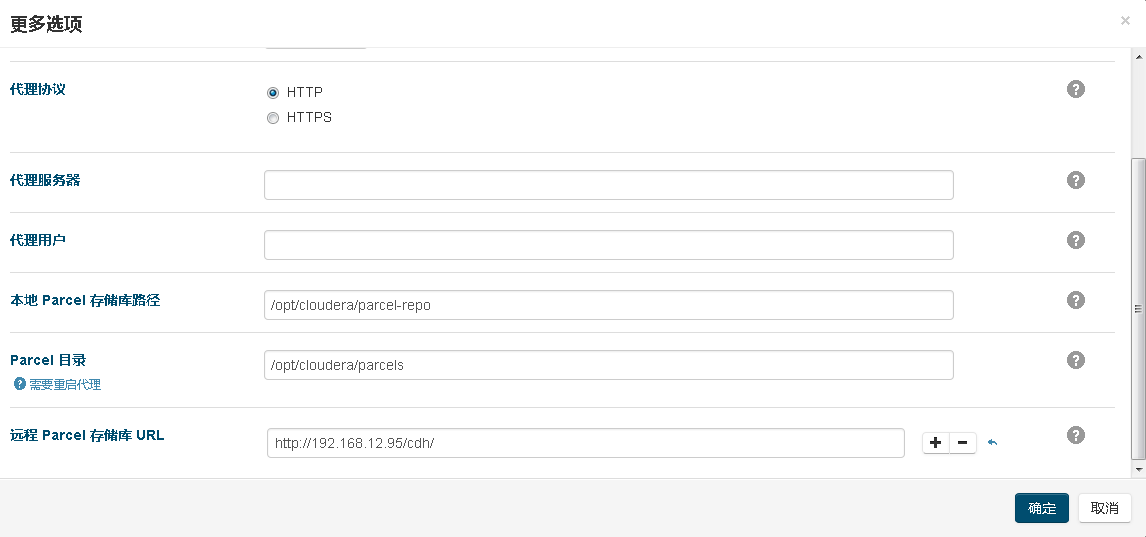 更多选项
×
代理协议
HTTP
?
HTTPS
代理服务器
?
代理用户
?
本地 Parcel 存储库路径
/opt/cloudera/parcel-repo
?
Parcel 目录
/opt/cloudera/parcels
?
? 需要重启代理
远程 Parcel 存储库 URL
http://192.168.12.95/cdh/
?
确定
取消